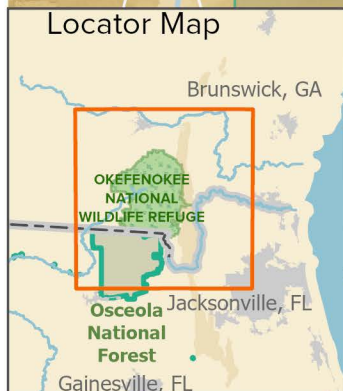 Locator Map
Brunswick, GA
OKEFENOKEE
NATIONAL
WILDLIFE REFUGE
Jacksonville, FL
Osceola
National
Forest
Gainesville, FL